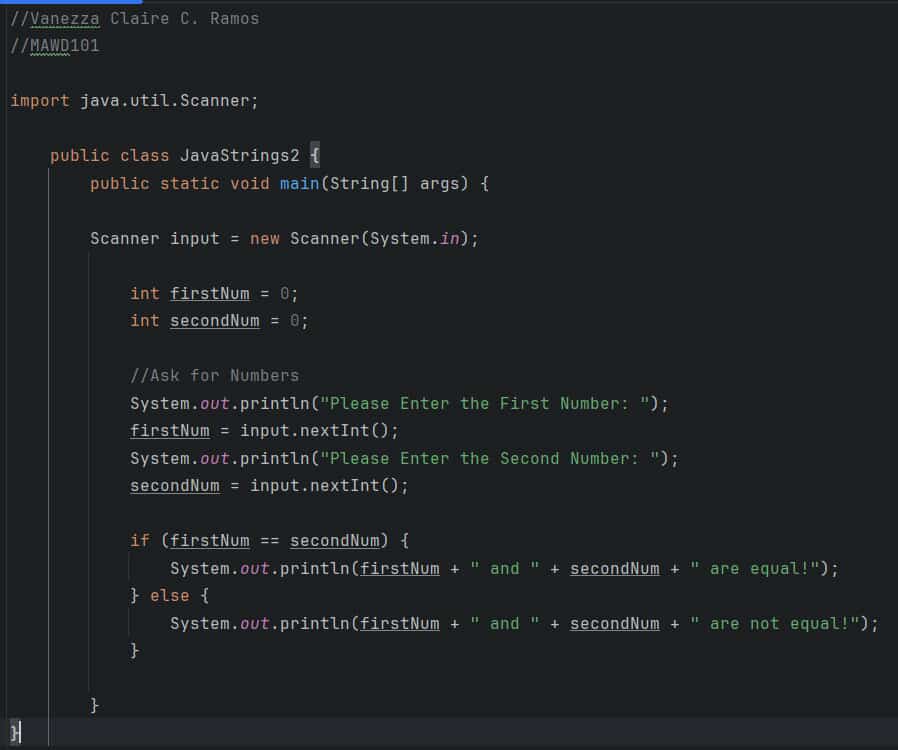 //Vanezza Claire C. Ramos
//MAWD101
import java.util.Scanner;
public class JavaStrings2 {
public static void main(String[] args) {
Scanner input = new Scanner(System.in);
int firstNum = 0;
int secondNum = 0;
//Ask for Numbers
System.out.println("Please Enter the First Number: ");
firstNum = input.nextInt();
System.out.println("Please Enter the Second Number: ");
secondNum = input.nextInt();
if (firstNum == secondNum) {
System.out.println(firstNum + " and " + secondNum + " are equal!");
} else {
System.out.println(firstNum + " and " + secondNum + " are not equal!");
}
}
}